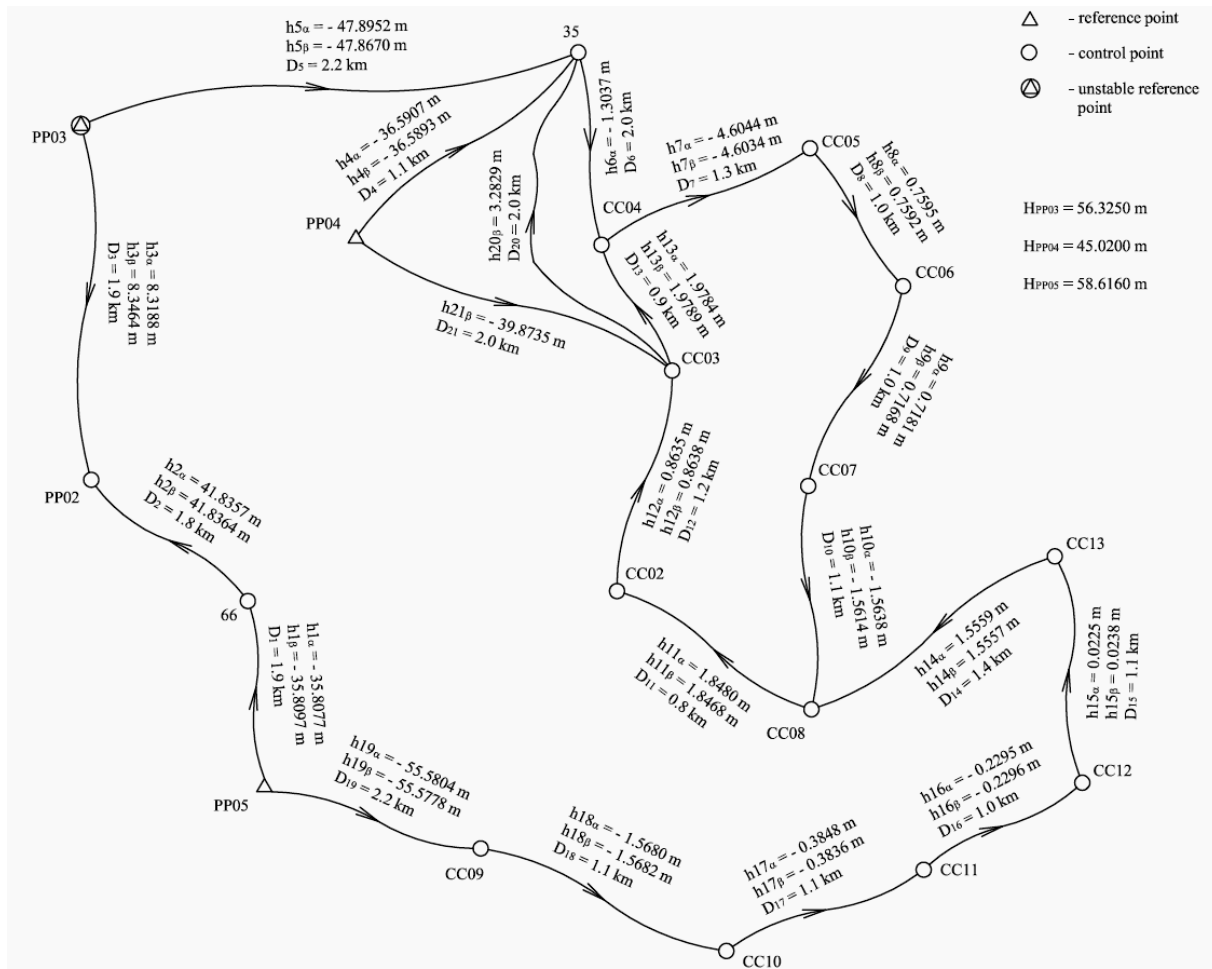 h5α = - 47.8952 m
h5β = - 47.8670 m
D5 = 2.2 km
35
- reference point
- control point
- unstable reference
point
PP03
h4α = - 36.5907 m
h4β = - 36.5893 m
D4 = 1.1 km
h6α = - 1.3037 m
D6 = 2.0 km
h7α = - 4.6044 m
h7β = - 4.6034 m
D7 = 1.3 km
CC05
h8α = 0.7595 m
h8β = 0.7592 m
D8 = 1.0 km
PP04
h20β = 3.2829 m
D20 = 2.0 km
CC04
HPP03 = 56.3250 m
HPP04 = 45.0200 m
HPP05 = 58.6160 m
h3α = 8.3188 m
h3β = 8.3464 m
D3 = 1.9 km
h13α = 1.9784 m
h13β = 1.9789 m
D13 = 0.9 km
CC06
h21β = - 39.8735 m
D21 = 2.0 km
CC03
h9α = 0.7181 m
h9β = 0.7168 m
D9 = 1.0 km
PP02
h2α = 41.8357 m
h2β = 41.8364 m
D2 = 1.8 km
h12α = 0.8635 m
h12β = 0.8638 m
D12 = 1.2 km
CC07
66
CC02
h10α = - 1.5638 m
h10β = - 1.5614 m
D10 = 1.1 km
CC13
h1α = - 35.8077 m
h1β = - 35.8097 m
D1 = 1.9 km
h11α = 1.8480 m
h11β = 1.8468 m
D11 = 0.8 km
h14α = 1.5559 m
h14β = 1.5557 m
D14 = 1.4 km
h15α = 0.0225 m
h15β = 0.0238 m
D15 = 1.1 km
CC08
PP05
h19α = - 55.5804 m
h19β = - 55.5778 m
D19 = 2.2 km
CC12
h16α = - 0.2295 m
h16β = - 0.2296 m
D16 = 1.0 km
CC09
h18α = - 1.5680 m
h18β = - 1.5682 m
D18 = 1.1 km
h17α = - 0.3848 m
h17β = - 0.3836 m
D17 = 1.1 km
CC11
CC10